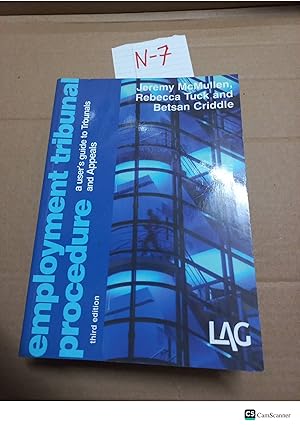 N-7
Jeremy McMullen,
Rebecca Tuck and
Betsan Criddle
employment tribunal
procedure
a user's guide to Tribunals
and Appeals
third edition
LAG
CS CamScanner